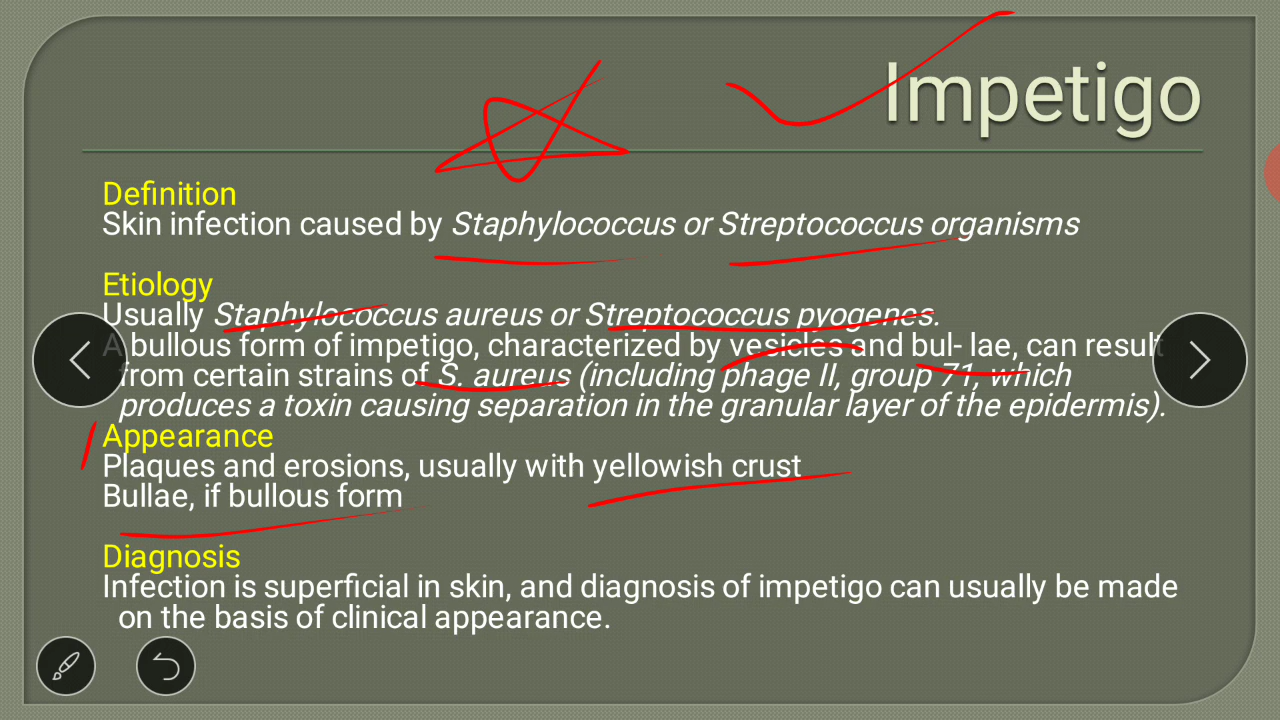 Impetigo
Definition
Skin infection caused by Staphylococcus or Streptococcus organisms
Etiology
Usually Staphylococcus aureus or Streptococcus pyogenes.
A bullous form of impetigo, characterized by vesicles and bul- lae, can result
from certain strains of S. aureus (including phage II, group 71, which
produces a toxin causing separation in the granular layer of the epidermis).
Appearance
Plaques and erosions, usually with yellowish crust
Bullae, if bullous form
Diagnosis
Infection is superficial in skin, and diagnosis of impetigo can usually be made
on the basis of clinical appearance.